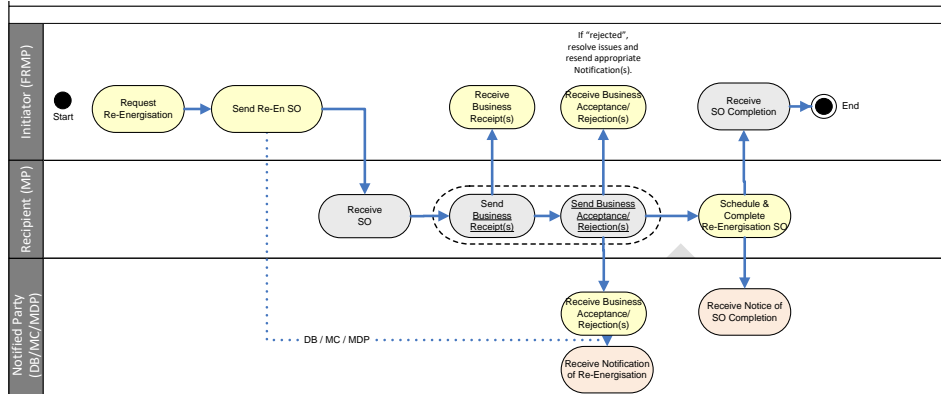 Initiator (FRMP)
If “rejected”,
resolve issues and
resend appropriate
Notification(s).
Start
Request
Re-Energisation
Send Re-En SO
Receive
Business
Receipt(s)
Receive Business
Acceptance/
Rejection(s)
Receive
SO Completion
End
Recipient (MP)
Receive
SO
Send
Business
Receipt(s)
Send Business
Acceptance/
Rejection(s)
Schedule &
Complete
Re-Energisation SO
Notified Party
(DB/MC/MDP)
Receive Business
Acceptance/
Rejection(s)
Receive Notice of
SO Completion
DB / MC / MDP
Receive Notification
of Re-Energisation